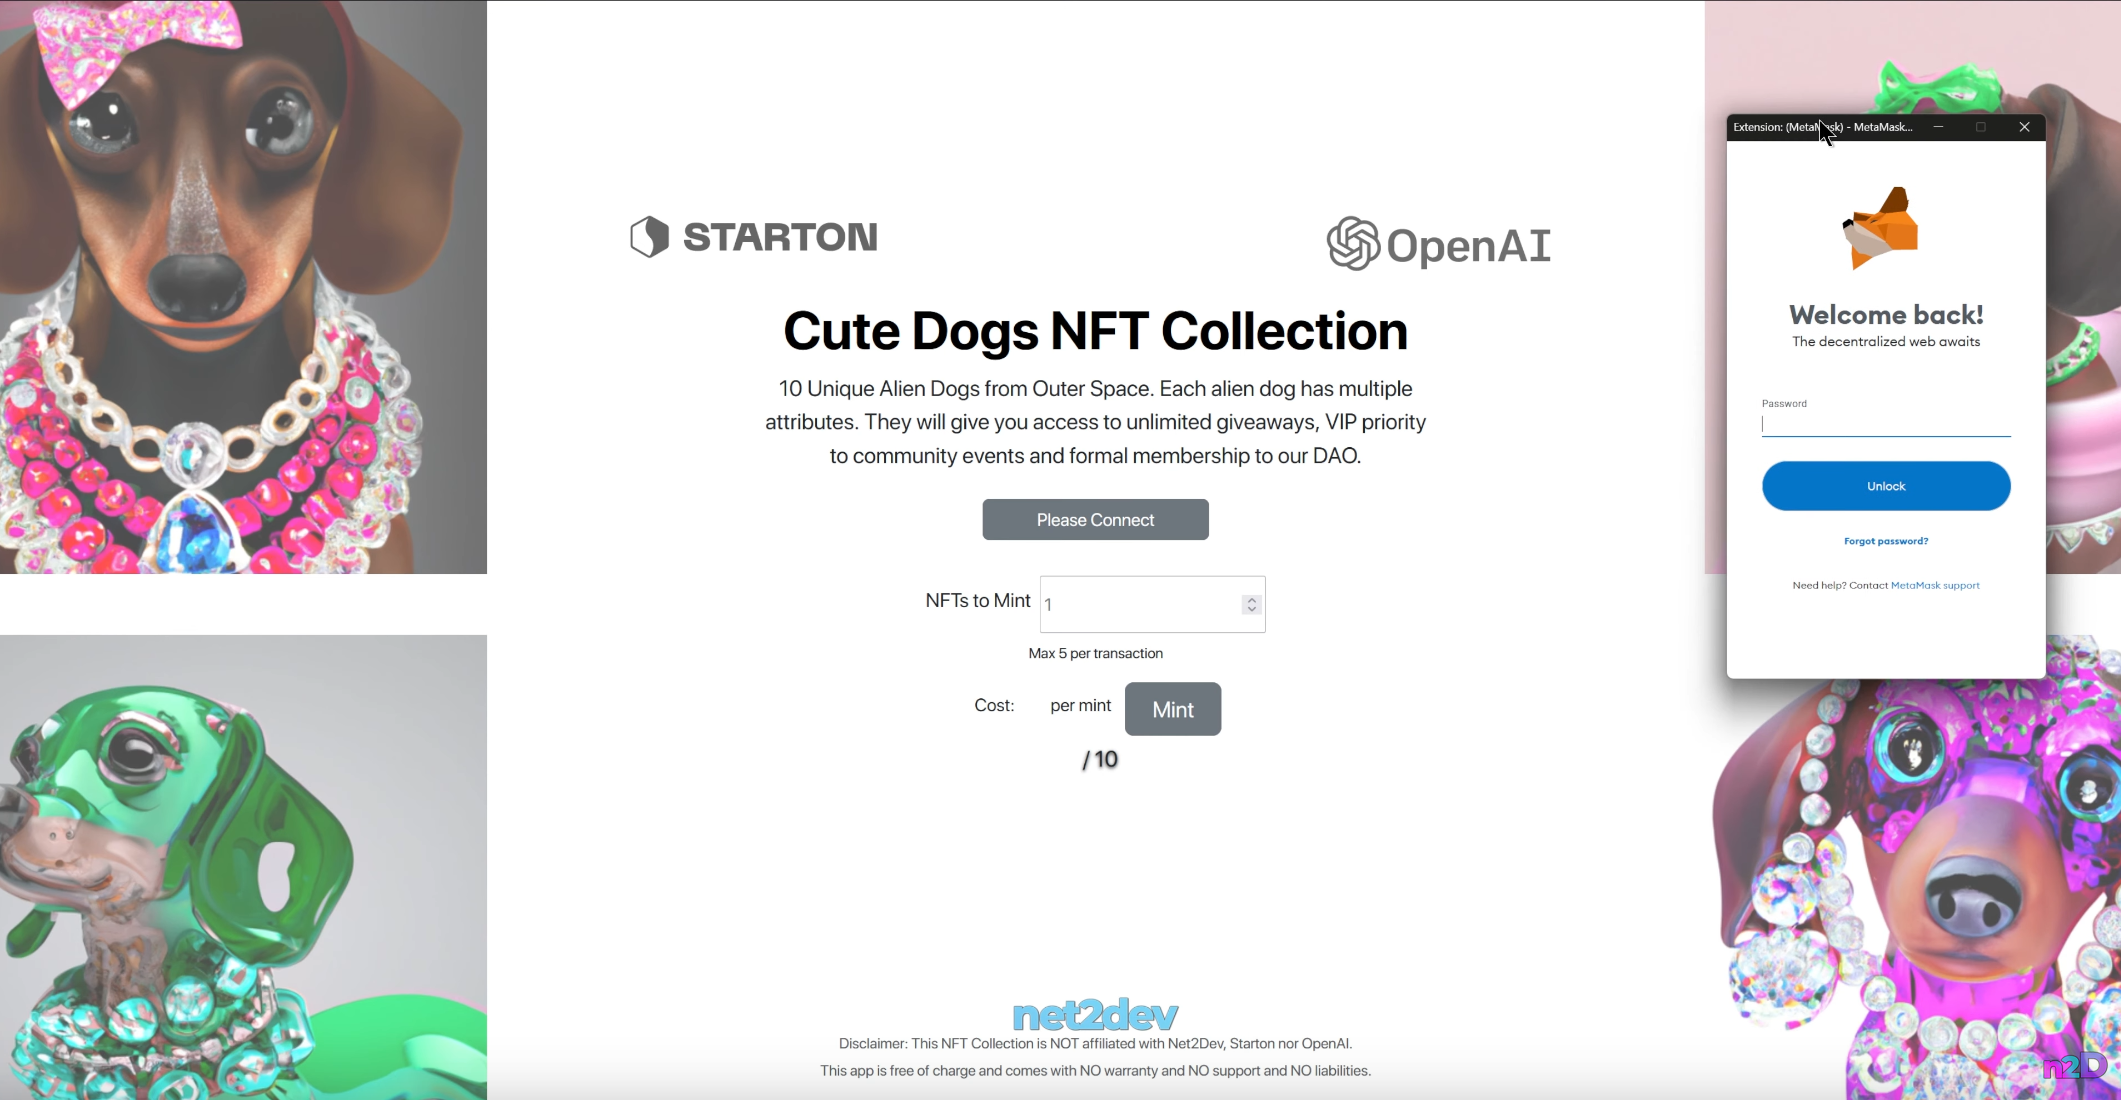 STARTON
OpenAI
Cute Dogs NFT Collection
10 Unique Alien Dogs from Outer Space. Each alien dog has multiple
attributes. They will give you access to unlimited giveaways, VIP priority
to community events and formal membership to our DAO.
Please Connect
NFTs to Mint 1
Max 5 per transaction
Cost: per mint Mint
/ 10
net2dev
Disclaimer: This NFT Collection is NOT affiliated with Net2Dev, Starton nor OpenAI.
This app is free of charge and comes with NO warranty and NO support and NO liabilities.
Extension: (MetaMask) - MetaMask...
Welcome back!
The decentralized web awaits
Password
Unlock
Forgot password?
Need help? Contact MetaMask support
n2D